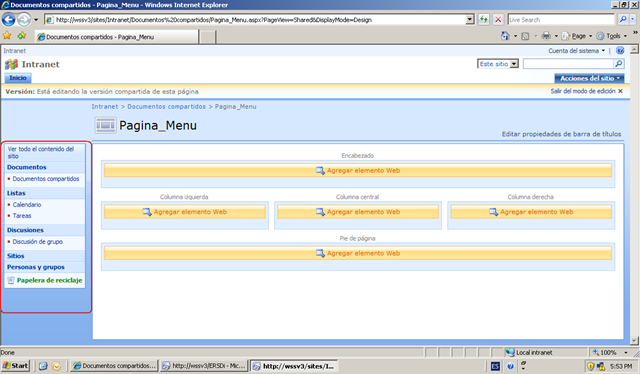 Documentos compartidos - Pagina_Menu - Windows Internet Explorer
http://wssv3/sites/Intranet/Documentos%20compartidos/Pagina_Menu.aspx?PageView=Shared&DisplayMode=Design
Live Search
Documentos compartidos - Pagina_Menu
Page
Tools
Intranet
Cuenta del sistema
Intranet
Este sitio
Inicio
Acciones del sitio
Versión: Está editando la versión compartida de esta página
Salir del modo de edición
Intranet > Documentos compartidos > Pagina_Menu
Pagina_Menu
Editar propiedades de barra de títulos
Ver todo el contenido del sitio
Documentos
Documentos compartidos
Listas
Calendario
Tareas
Discusiones
Discusión de grupo
Sitios
Personas y grupos
Papelera de reciclaje
Encabezado
Agregar elemento Web
Columna izquierda
Columna central
Columna derecha
Agregar elemento Web
Agregar elemento Web
Agregar elemento Web
Pie de página
Agregar elemento Web
Done
Local intranet
100%
Start
Documentos compartidos...
http://wssv3/ERSDi - Mic...
http://wssv3/sites/I...
ES
5:53 PM